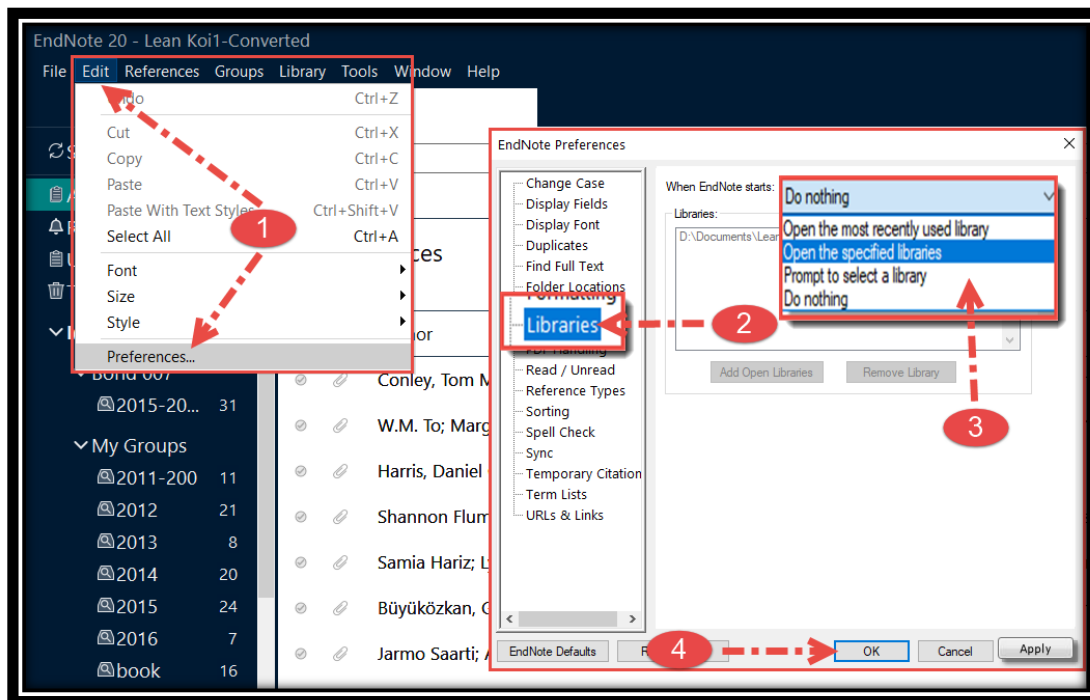 EndNote 20 - Lean Koi1-Converted
File Edit References Groups Library Tools Window Help
Ctrl+Z
Cut Ctrl+X
Copy Ctrl+C
Paste Ctrl+V
Paste With Text Styles Ctrl+Shift+V
Select All Ctrl+A
Font
Size
Style
Preferences...
1
2015-20... 31
My Groups
2011-200 11
2012 21
2013 8
2014 20
2015 24
2016 7
book 16
Conley, Tom M
W.M. To; Marg
Harris, Daniel
Shannon Flum
Samia Hariz; Ly
Büyüközkan, G
Jarmo Saarti; A
EndNote Preferences
Change Case
Display Fields
Display Font
Duplicates
Find Full Text
Folder Locations
Formatting
Libraries
PDF Handling
Read / Unread
Reference Types
Sorting
Spell Check
Sync
Temporary Citation
Term Lists
URLs & Links
2
When EndNote starts:
Do nothing
Open the most recently used library
Open the specified libraries
Prompt to select a library
Do nothing
Libraries:
D:\Documents\Lean
3
Add Open Libraries Remove Library
EndNote Defaults
4
OK Cancel Apply